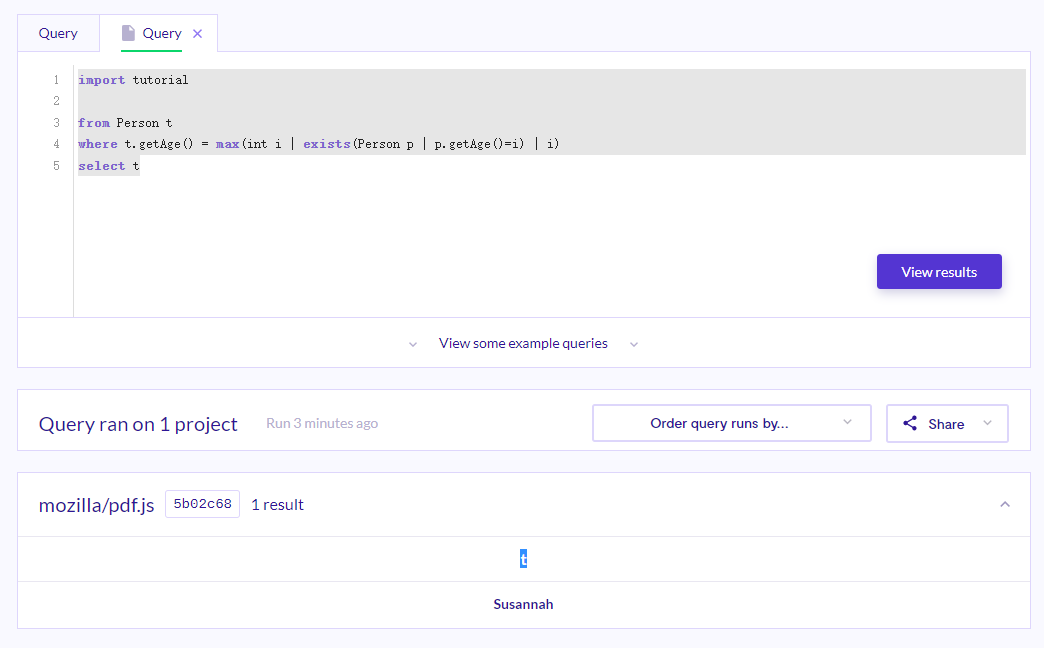 Query Query ×
1 import tutorial
2
3 from Person t
4 where t.getAge() = max(int i | exists(Person p | p.getAge()=i) | i)
5 select t
View results
View some example queries
Query ran on 1 project Run 3 minutes ago Order query runs by... Share
mozilla/pdf.js 5b02c68 1 result
t
Susannah